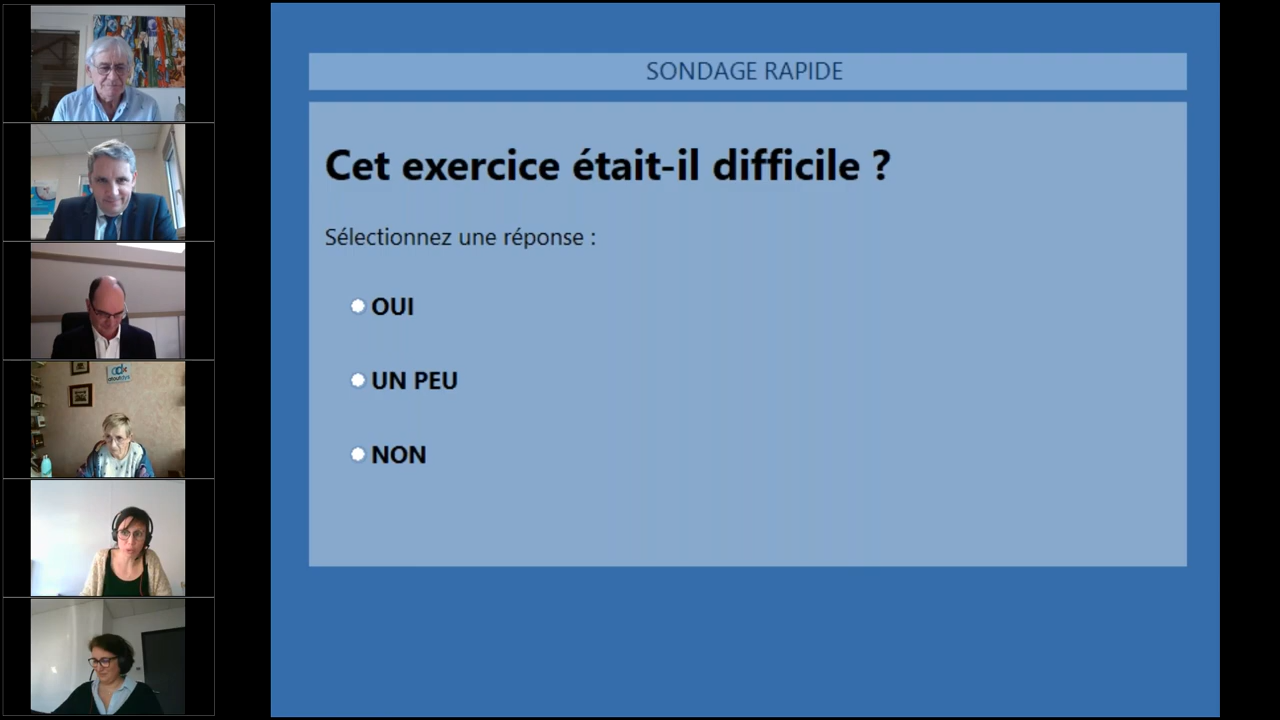 SONDAGE RAPIDE
Cet exercice était-il difficile ?
Sélectionnez une réponse :
OUI
UN PEU
NON